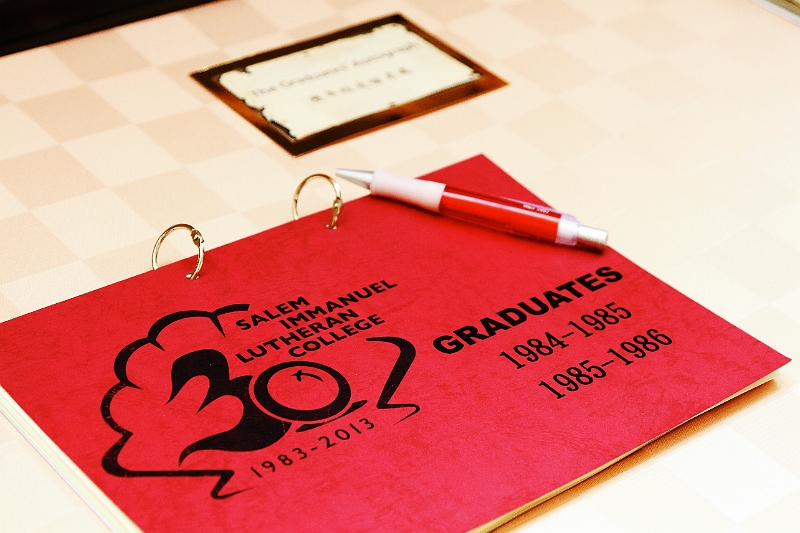 The Graduates' Autograph
SALEM
IMMANUEL
LUTHERAN
COLLEGE
30
1983-2013
GRADUATES
1984-1985
1985-1986